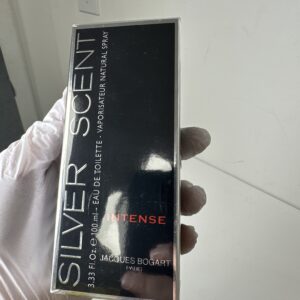 SILVER SCENT
3.33 Fl.Oz. ℮ 100 ml - EAU DE TOILETTE - VAPORISATEUR NATURAL SPRAY
INTENSE
JACQUES BOGART
PARIS